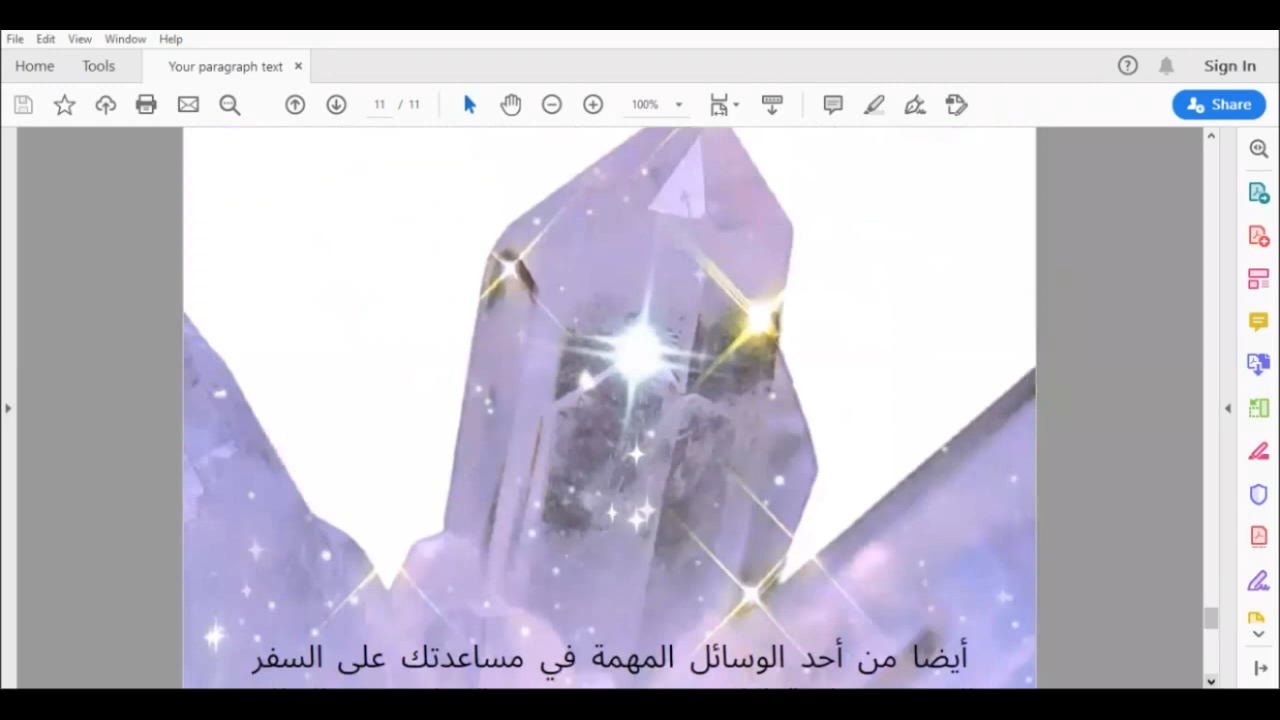 File Edit View Window Help
Home Tools Your paragraph text × Sign In
11 / 11 100% Share
أيضا من أحد الوسائل المهمة في مساعدتك على السفر